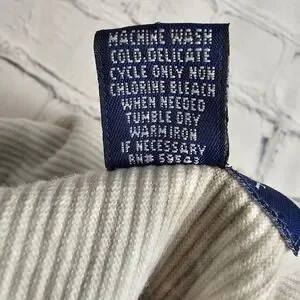 MACHINE WASH
COLD, DELICATE
CYCLE ONLY NON
CHLORINE BLEACH
WHEN NEEDED
TUMBLE DRY
WARM IRON
IF NECESSARY
RN# 59543